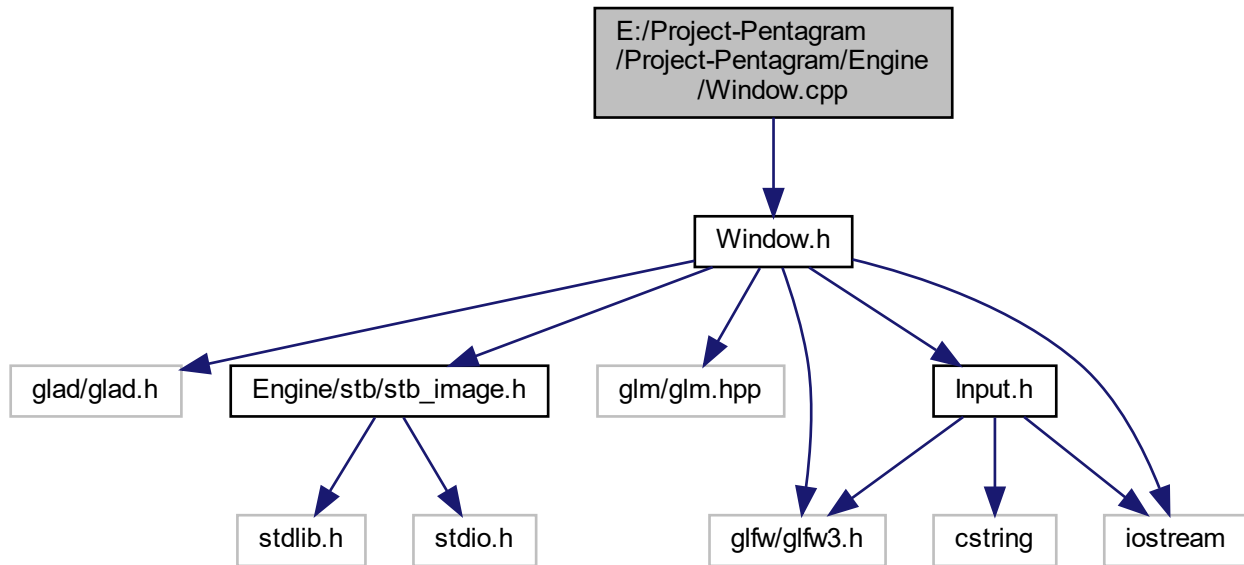 E:/Project-Pentagram
/Project-Pentagram/Engine
/Window.cpp
Window.h
glad/glad.h
Engine/stb/stb_image.h
glm/glm.hpp
Input.h
stdlib.h
stdio.h
glfw/glfw3.h
cstring
iostream